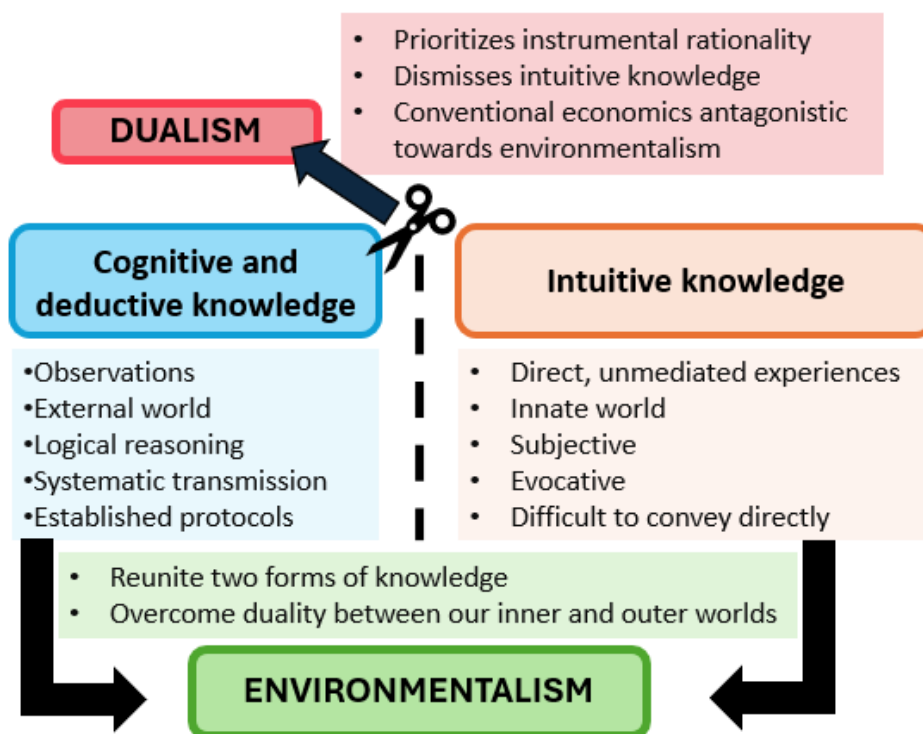 • Prioritizes instrumental rationality
• Dismisses intuitive knowledge
• Conventional economics antagonistic
towards environmentalism
DUALISM
Cognitive and
deductive knowledge
•Observations
•External world
•Logical reasoning
•Systematic transmission
•Established protocols
Intuitive knowledge
• Direct, unmediated experiences
• Innate world
• Subjective
• Evocative
• Difficult to convey directly
• Reunite two forms of knowledge
• Overcome duality between our inner and outer worlds
ENVIRONMENTALISM